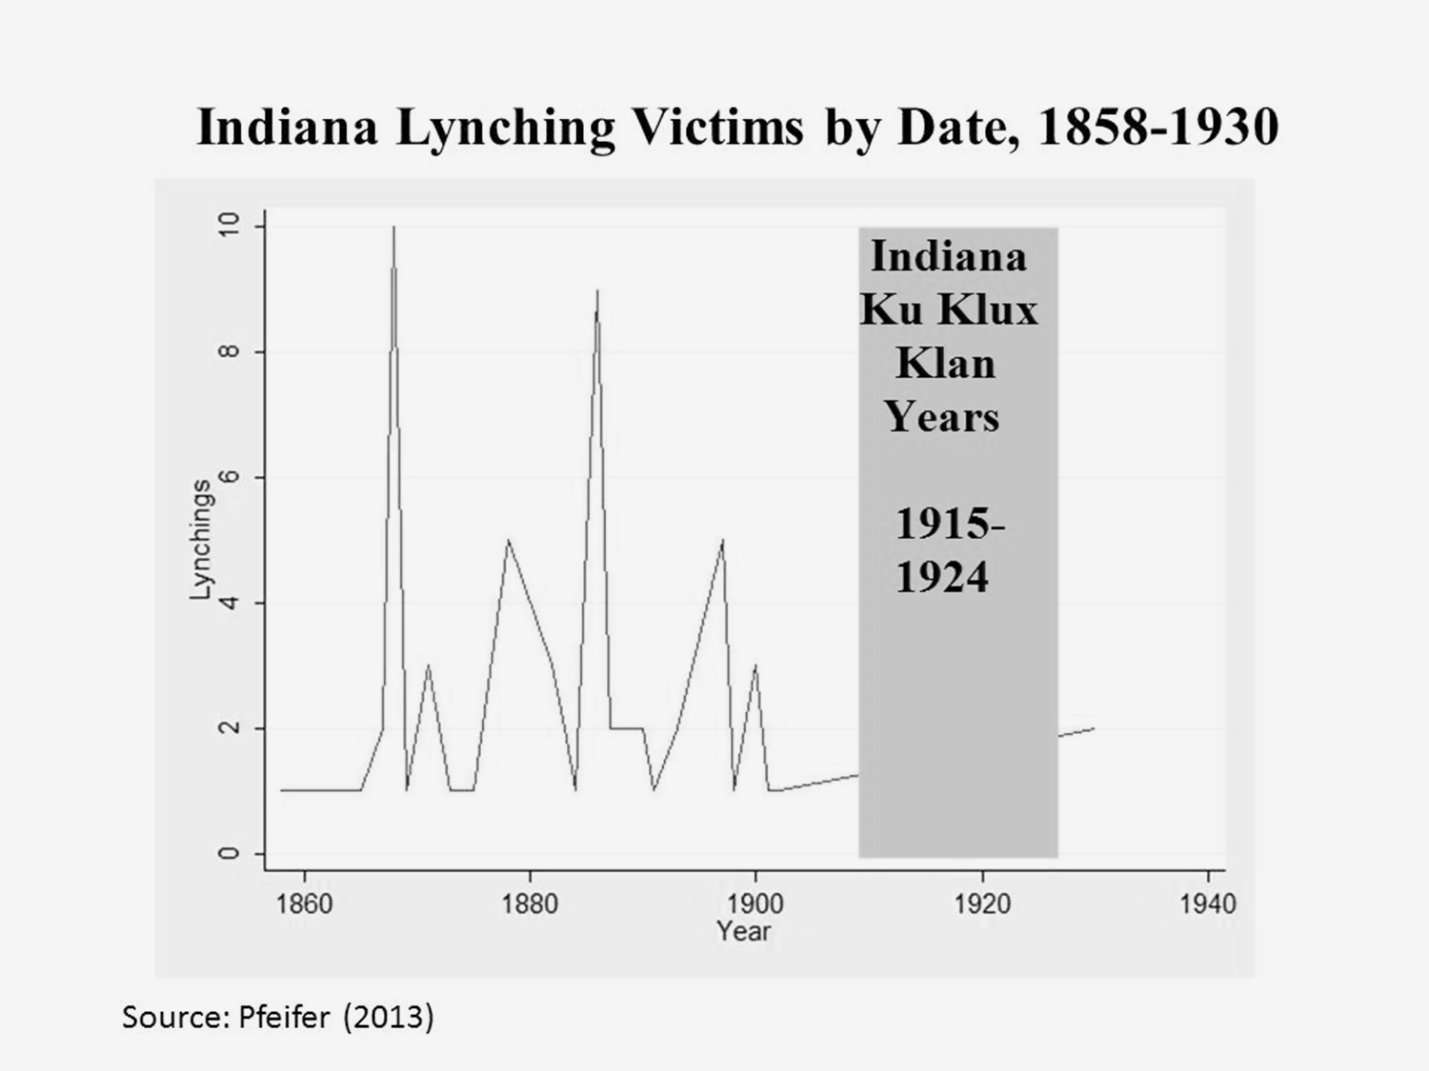 Indiana Lynching Victims by Date, 1858-1930
10
8
6
4
2
0
Lynchings
Indiana
Ku Klux
Klan
Years
1915-
1924
1860 1880 1900 1920 1940
Year
Source: Pfeifer (2013)